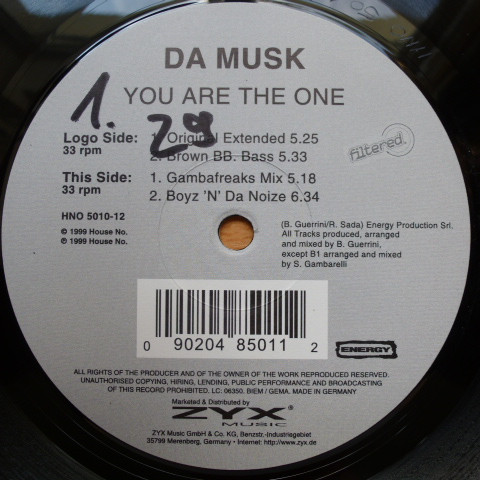 DA MUSK
1.
YOU ARE THE ONE
Logo Side: 1. Original Extended 5.25
33 rpm 2. Brown BB. Bass 5.33
This Side: 1. Gambafreaks Mix 5.18
33 rpm 2. Boyz 'N' Da Noize 6.34
filtered.
HNO 5010-12
℗ 1999 House No.
© 1999 House No.
(B. Guerrini/R. Sada) Energy Production Srl.
All Tracks produced, arranged
and mixed by B. Guerrini,
except B1 arranged and mixed
by S. Gambarelli
0 90204 85011 2
ENERGY
ALL RIGHTS OF THE PRODUCER AND OF THE OWNER OF THE WORK REPRODUCED RESERVED.
UNAUTHORISED COPYING, HIRING, LENDING, PUBLIC PERFORMANCE AND BROADCASTING
OF THIS RECORD PROHIBITED. LC: 06350. BIEM / GEMA. MADE IN GERMANY
Marketed & Distributed by
ZYX®
MUSIC
ZYX Music GmbH & Co. KG, Benzstr.-Industriegebiet
35799 Merenberg, Germany • Internet: http://www.zyx.de